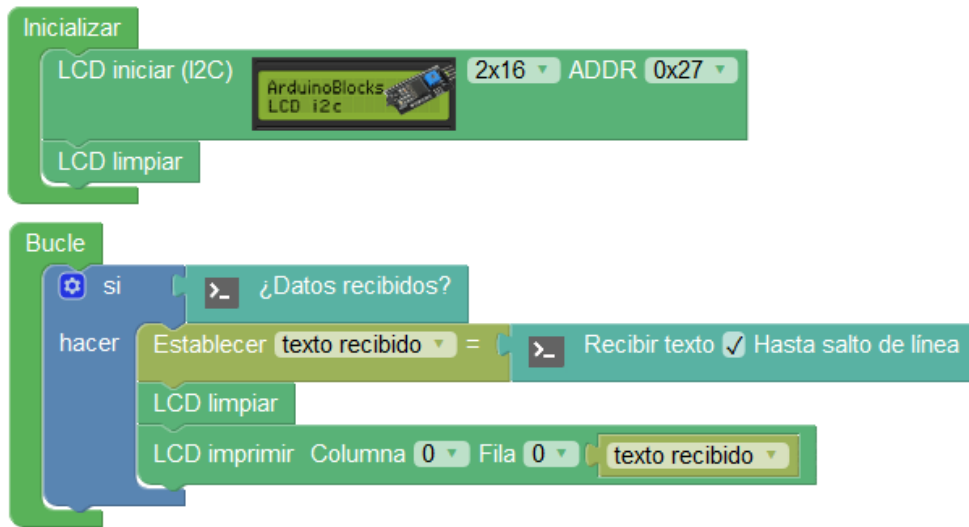 Inicializar
LCD iniciar (I2C) ArduinoBlocks LCD i2c 2x16 ADDR 0x27
LCD limpiar
Bucle
si >_ ¿Datos recibidos?
hacer Establecer texto recibido = >_ Recibir texto ✓ Hasta salto de línea
LCD limpiar
LCD imprimir Columna 0 Fila 0 texto recibido